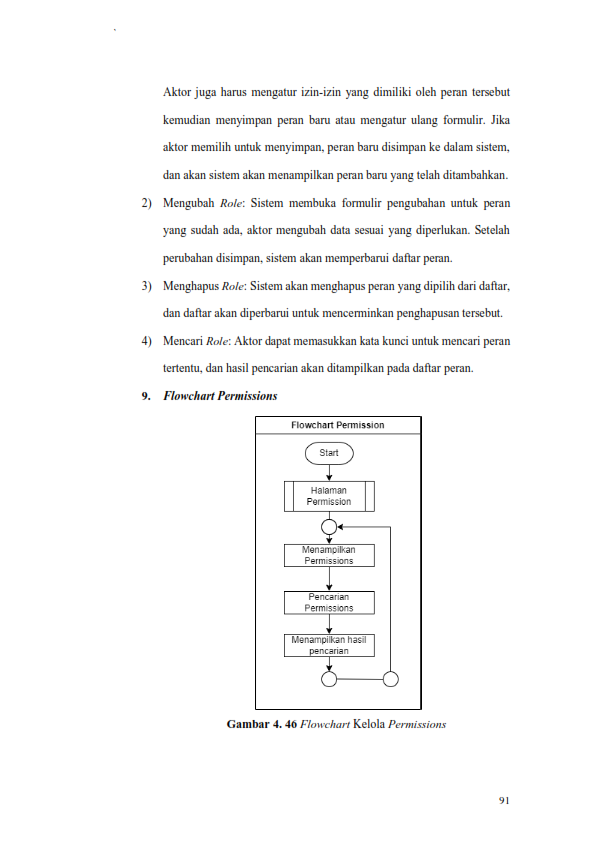 Aktor juga harus mengatur izin-izin yang dimiliki oleh peran tersebut
kemudian menyimpan peran baru atau mengatur ulang formulir. Jika
aktor memilih untuk menyimpan, peran baru disimpan ke dalam sistem,
dan akan sistem akan menampilkan peran baru yang telah ditambahkan.
2) Mengubah Role: Sistem membuka formulir pengubahan untuk peran
yang sudah ada, aktor mengubah data sesuai yang diperlukan. Setelah
perubahan disimpan, sistem akan memperbarui daftar peran.
3) Menghapus Role: Sistem akan menghapus peran yang dipilih dari daftar,
dan daftar akan diperbarui untuk mencerminkan penghapusan tersebut.
4) Mencari Role: Aktor dapat memasukkan kata kunci untuk mencari peran
tertentu, dan hasil pencarian akan ditampilkan pada daftar peran.
9. Flowchart Permissions
Flowchart Permission
Start
Halaman
Permission
Menampilkan
Permissions
Pencarian
Permissions
Menampilkan hasil
pencarian
Gambar 4. 46 Flowchart Kelola Permissions
91